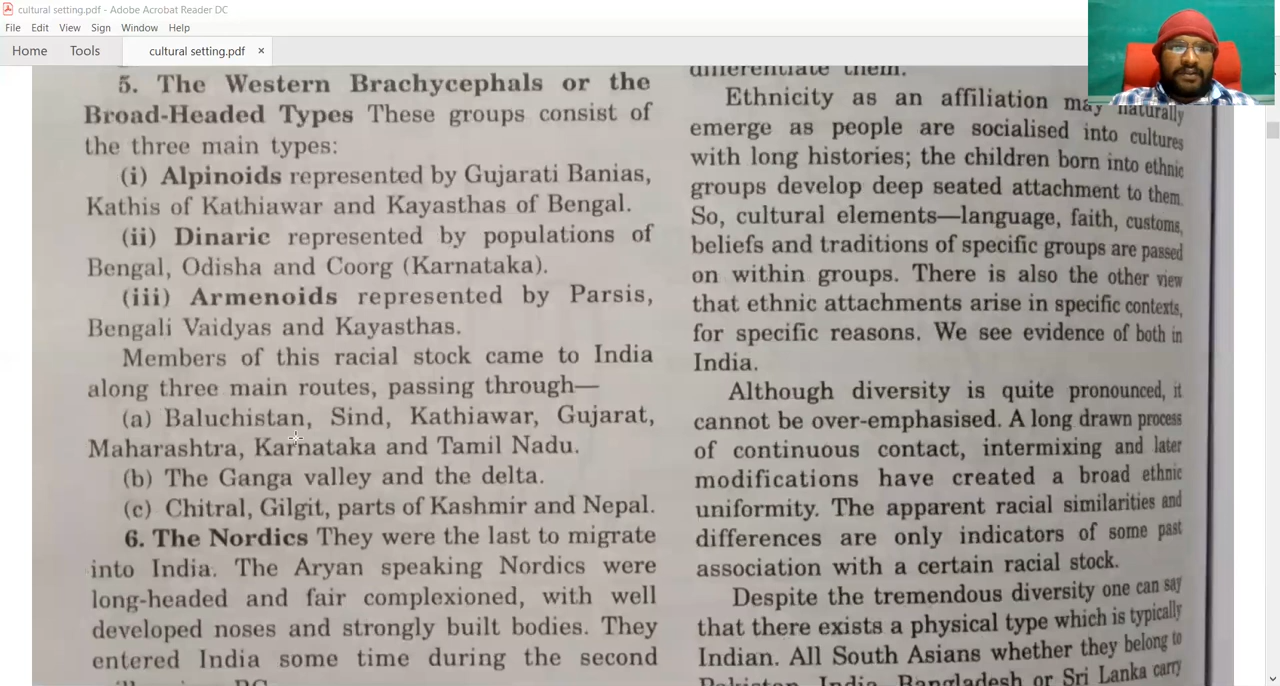 cultural setting.pdf - Adobe Acrobat Reader DC
File Edit View Sign Window Help
Home Tools cultural setting.pdf ×
5. The Western Brachycephals or the
Broad-Headed Types These groups consist of
the three main types:
(i) Alpinoids represented by Gujarati Banias,
Kathis of Kathiawar and Kayasthas of Bengal.
(ii) Dinaric represented by populations of
Bengal, Odisha and Coorg (Karnataka).
(iii) Armenoids represented by Parsis,
Bengali Vaidyas and Kayasthas.
Members of this racial stock came to India
along three main routes, passing through—
(a) Baluchistan, Sind, Kathiawar, Gujarat,
Maharashtra, Karnataka and Tamil Nadu.
(b) The Ganga valley and the delta.
(c) Chitral, Gilgit, parts of Kashmir and Nepal.
6. The Nordics They were the last to migrate
into India. The Aryan speaking Nordics were
long-headed and fair complexioned, with well
developed noses and strongly built bodies. They
entered India some time during the second
BC
differentiate them.
Ethnicity as an affiliation may naturally
emerge as people are socialised into cultures
with long histories; the children born into ethnic
groups develop deep seated attachment to them.
So, cultural elements—language, faith, customs,
beliefs and traditions of specific groups are passed
on within groups. There is also the other view
that ethnic attachments arise in specific contexts,
for specific reasons. We see evidence of both in
India.
Although diversity is quite pronounced, it
cannot be over-emphasised. A long drawn process
of continuous contact, intermixing and later
modifications have created a broad ethnic
uniformity. The apparent racial similarities and
differences are only indicators of some past
association with a certain racial stock.
Despite the tremendous diversity one can say
that there exists a physical type which is typically
Indian. All South Asians whether they belong to
Pakistan, India, Bangladesh or Sri Lanka carry